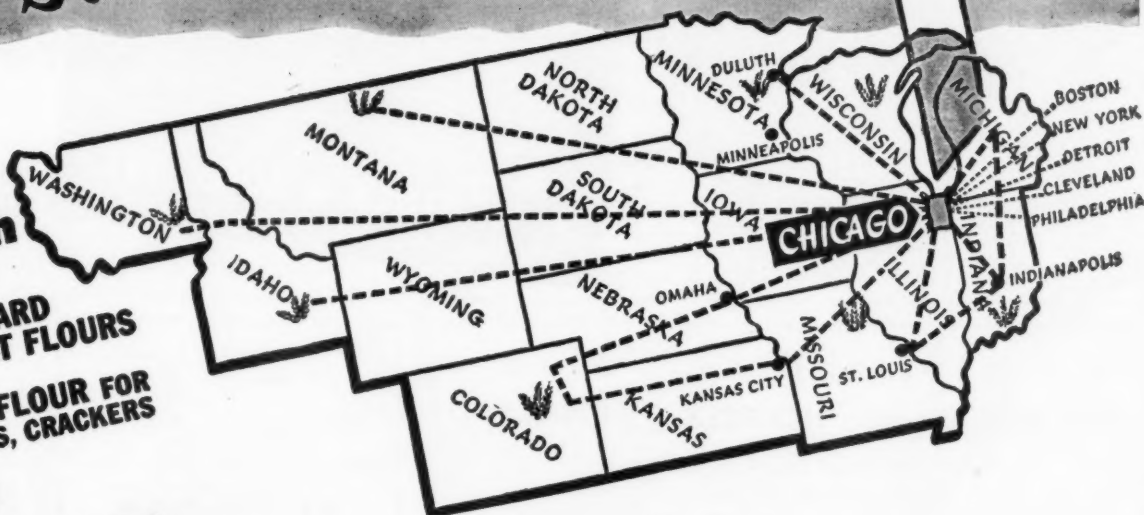 ARD
T FLOURS
FLOUR FOR
S, CRACKERS
WASHINGTON
IDAHO
MONTANA
WYOMING
COLORADO
NORTH
DAKOTA
SOUTH
DAKOTA
NEBRASKA
OMAHA
KANSAS
KANSAS CITY
MINNESOTA
DULUTH
MINNEAPOLIS
IOWA
MISSOURI
ST. LOUIS
WISCONSIN
CHICAGO
ILLINOIS
MICHIGAN
INDIANA
BOSTON
NEW YORK
DETROIT
CLEVELAND
PHILADELPHIA
INDIANAPOLIS